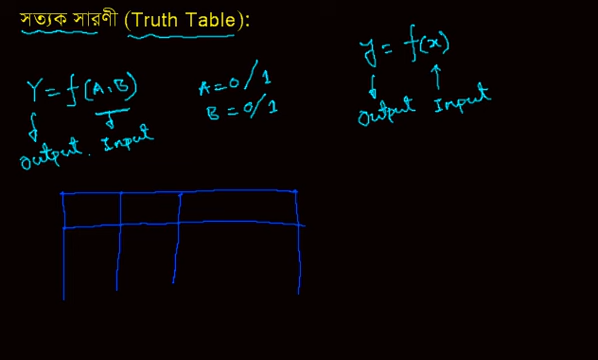 সত্যক সারণী (Truth Table):
Y = f(A, B)
Output. Input
A = 0/1
B = 0/1
y = f(x)
Output Input